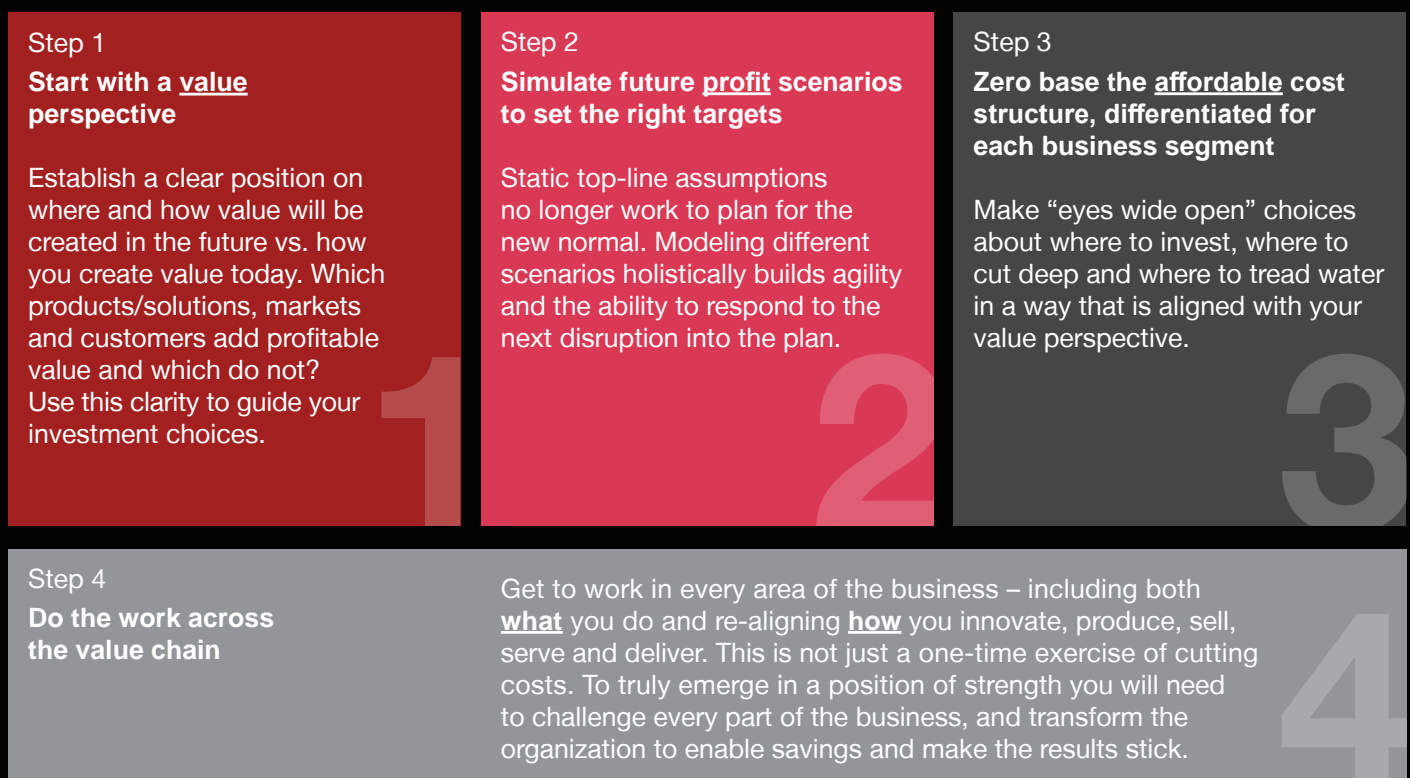 Step 1
Start with a value
perspective
Establish a clear position on
where and how value will be
created in the future vs. how
you create value today. Which
products/solutions, markets
and customers add profitable
value and which do not?
Use this clarity to guide your
investment choices.
1
Step 2
Simulate future profit scenarios
to set the right targets
Static top-line assumptions
no longer work to plan for the
new normal. Modeling different
scenarios holistically builds agility
and the ability to respond to the
next disruption into the plan.
2
Step 3
Zero base the affordable cost
structure, differentiated for
each business segment
Make “eyes wide open” choices
about where to invest, where to
cut deep and where to tread water
in a way that is aligned with your
value perspective.
3
Step 4
Do the work across
the value chain
Get to work in every area of the business – including both
what you do and re-aligning how you innovate, produce, sell,
serve and deliver. This is not just a one-time exercise of cutting
costs. To truly emerge in a position of strength you will need
to challenge every part of the business, and transform the
organization to enable savings and make the results stick.
4